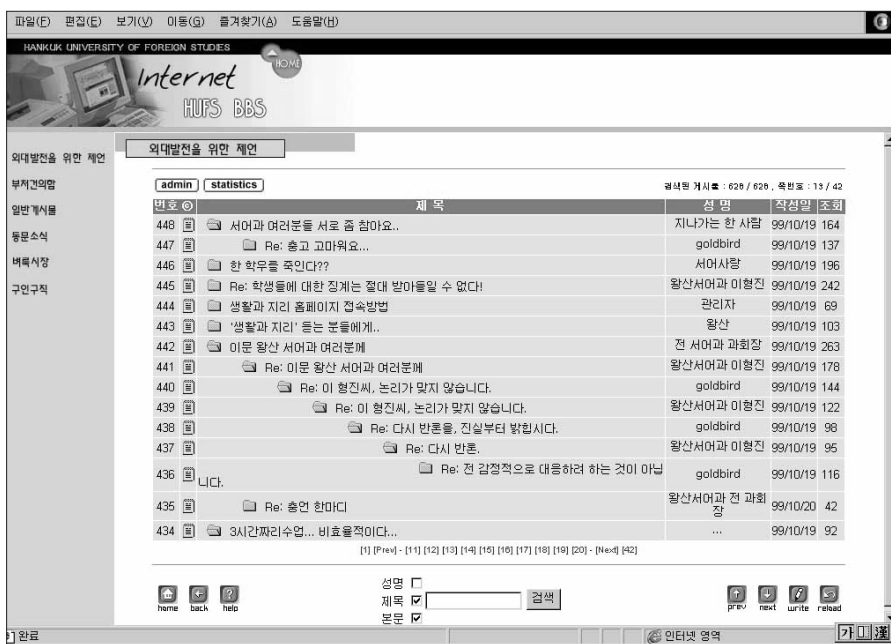 파일(F) 편집(E) 보기(V) 이동(G) 즐겨찾기(A) 도움말(H)
HANKUK UNIVERSITY OF FOREIGN STUDIES
HOME
Internet
HUFS BBS
외대발전을 위한 제언
부처건의함
일반게시물
동문소식
벼룩시장
구인구직
외대발전을 위한 제언
admin statistics 검색된 게시물 : 628 / 628 , 쪽번호 : 13 / 42
번호 제 목 성 명 작성일 조회
448 서어과 여러분들 서로 좀 참아요.. 지나가는 한 사람 99/10/19 164
447 Re: 충고 고마워요... goldbird 99/10/19 137
446 한 학우를 죽인다?? 서어사랑 99/10/19 196
445 Re: 학생들에 대한 징계는 절대 받아들일 수 없다! 왕산서어과 이형진 99/10/19 242
444 생활과 지리 홈페이지 접속방법 관리자 99/10/19 69
443 '생활과 지리' 듣는 분들에게.. 왕산 99/10/19 103
442 이문 왕산 서어과 여러분께 전 서어과 과회장 99/10/19 263
441 Re: 이문 왕산 서어과 여러분께 왕산서어과 이형진 99/10/19 178
440 Re: 이 형진씨, 논리가 맞지 않습니다. goldbird 99/10/19 144
439 Re: 이 형진씨, 논리가 맞지 않습니다. 왕산서어과 이형진 99/10/19 122
438 Re: 다시 반론을, 진실부터 밝힙시다. goldbird 99/10/19 98
437 Re: 다시 반론. 왕산서어과 이형진 99/10/19 95
436 Re: 전 감정적으로 대응하려 하는 것이 아닙 goldbird 99/10/19 116
니다.
435 Re: 충언 한마디 왕산서어과 전 과회 99/10/20 42
장
434 3시간짜리수업... 비효율적이다... ... 99/10/19 92
[1] [Prev] - [11] [12] [13] [14] [15] [16] [17] [18] [19] [20] - [Next] [42]
성명
제목 검색
본문
home back help prev next write reload
완료 인터넷 영역 가 漢